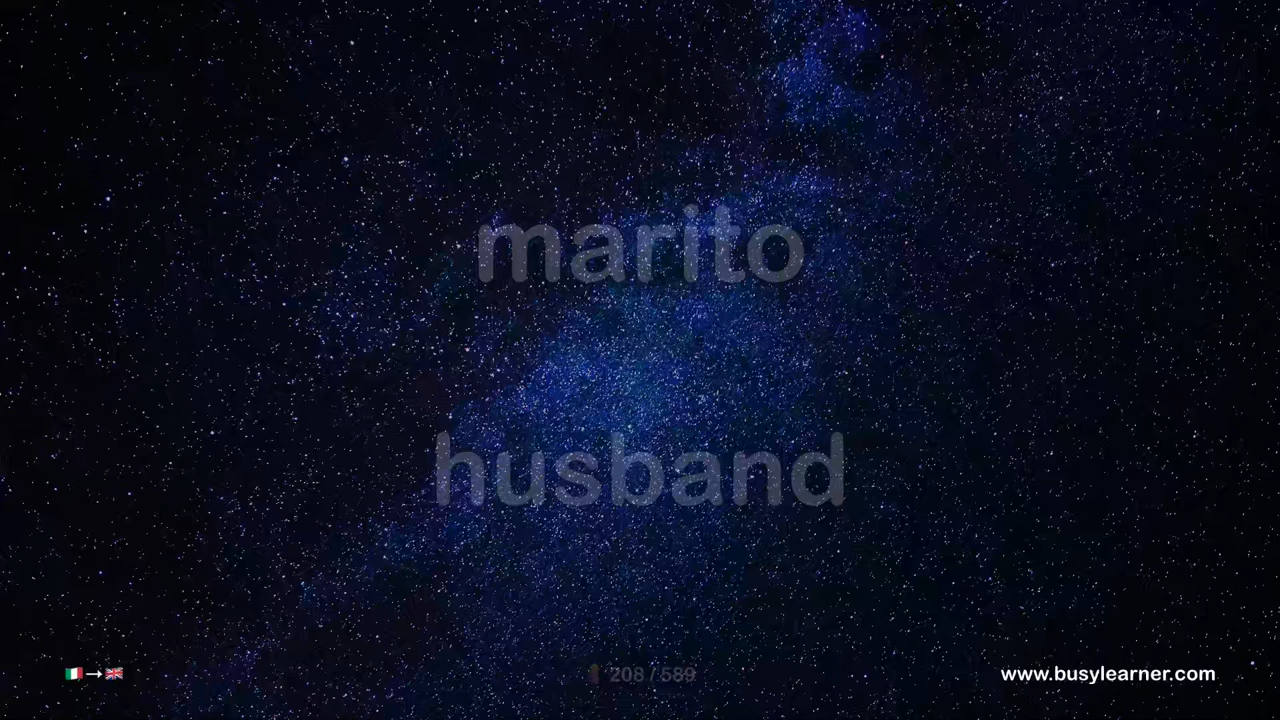 marito
husband
🇮🇹→🇬🇧
208 / 589
www.busylearner.com